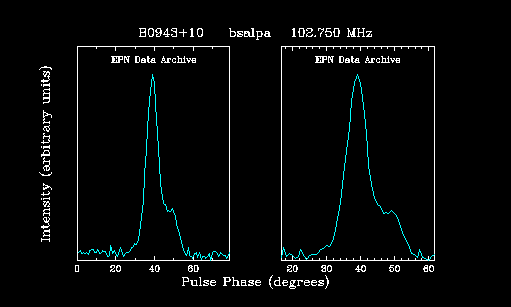 B0943+10 bsalpa 102.750 MHz
EPN Data Archive EPN Data Archive
Intensity (arbitrary units)
0 20 40 60 20 30 40 50 60
Pulse Phase (degrees)